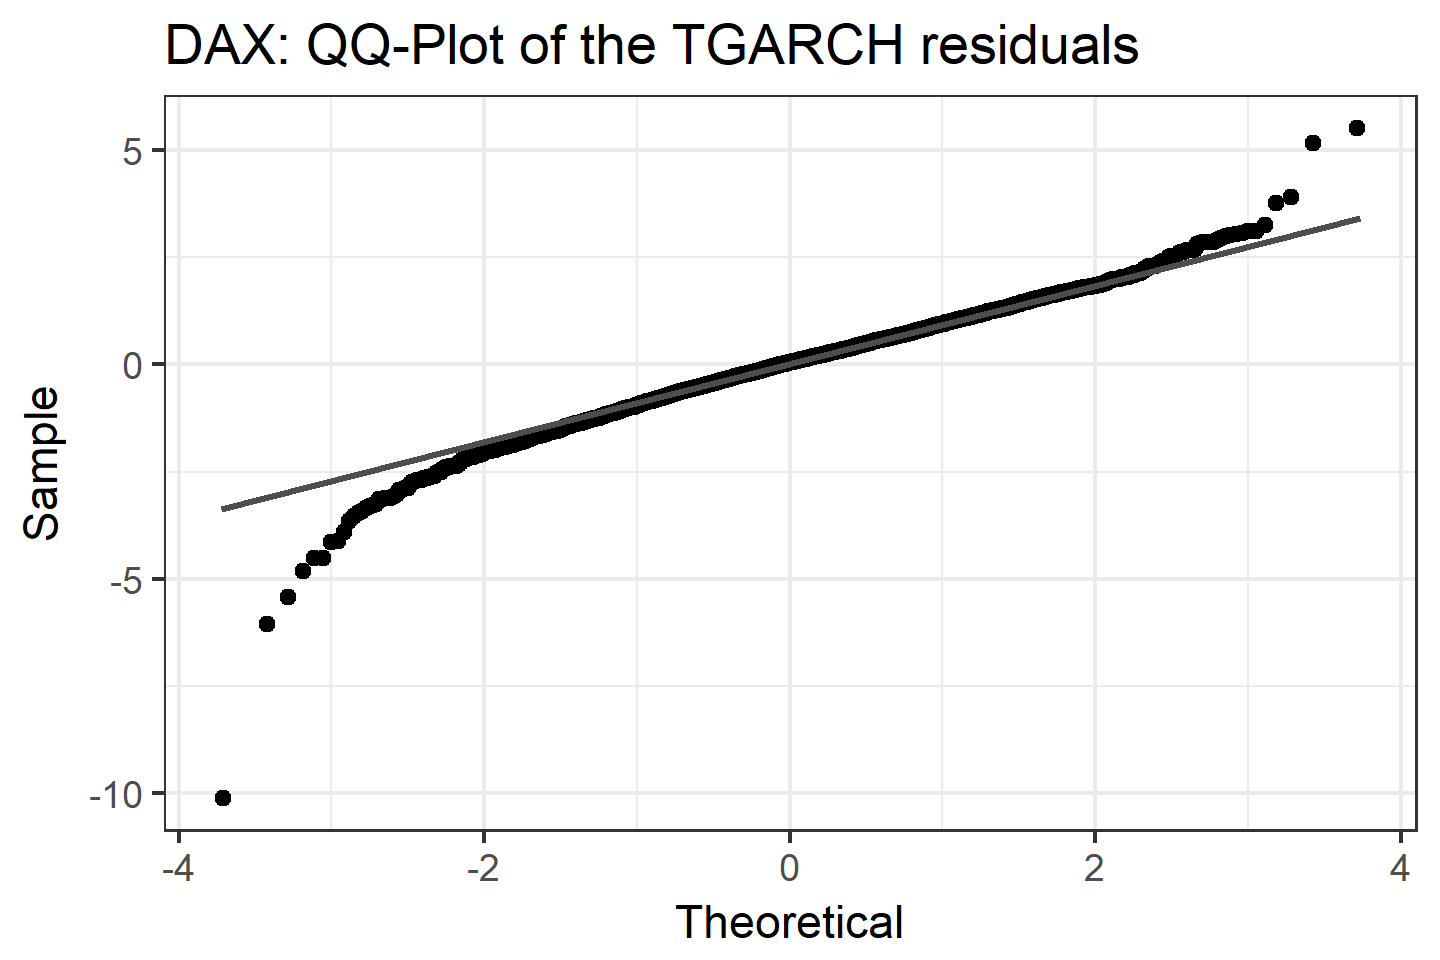 DAX: QQ-Plot of the TGARCH residuals
5
0
-5
-10
Sample
-4 -2 0 2 4
Theoretical